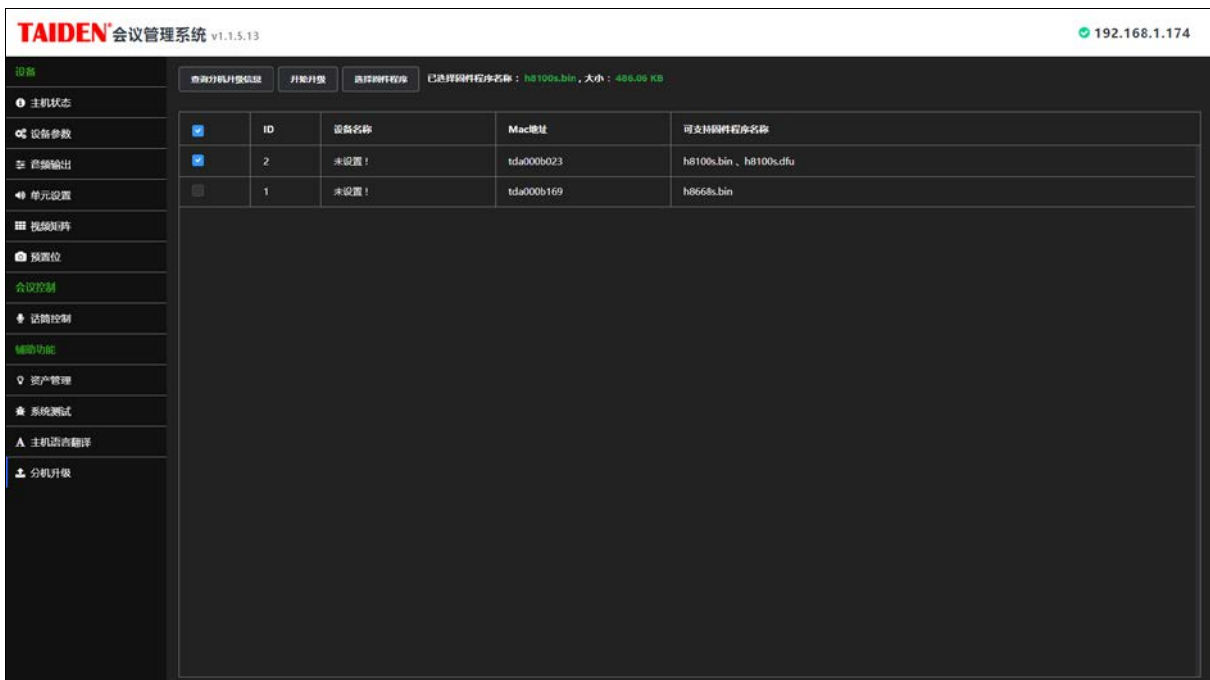 TAIDEN®会议管理系统 v1.1.5.13
192.168.1.174
设备
主机状态
设备参数
音频输出
单元设置
视频矩阵
预置位
会议控制
话筒控制
辅助功能
资产管理
系统测试
主机语言翻译
分机升级
查询分机升级信息 开始升级 选择固件程序 已选择固件程序名称：h8100s.bin，大小：486.06 KB
ID 设备名称 Mac地址 可支持固件程序名称
2 未设置！ tda000b023 h8100s.bin 、h8100s.dfu
1 未设置！ tda000b169 h8668s.bin